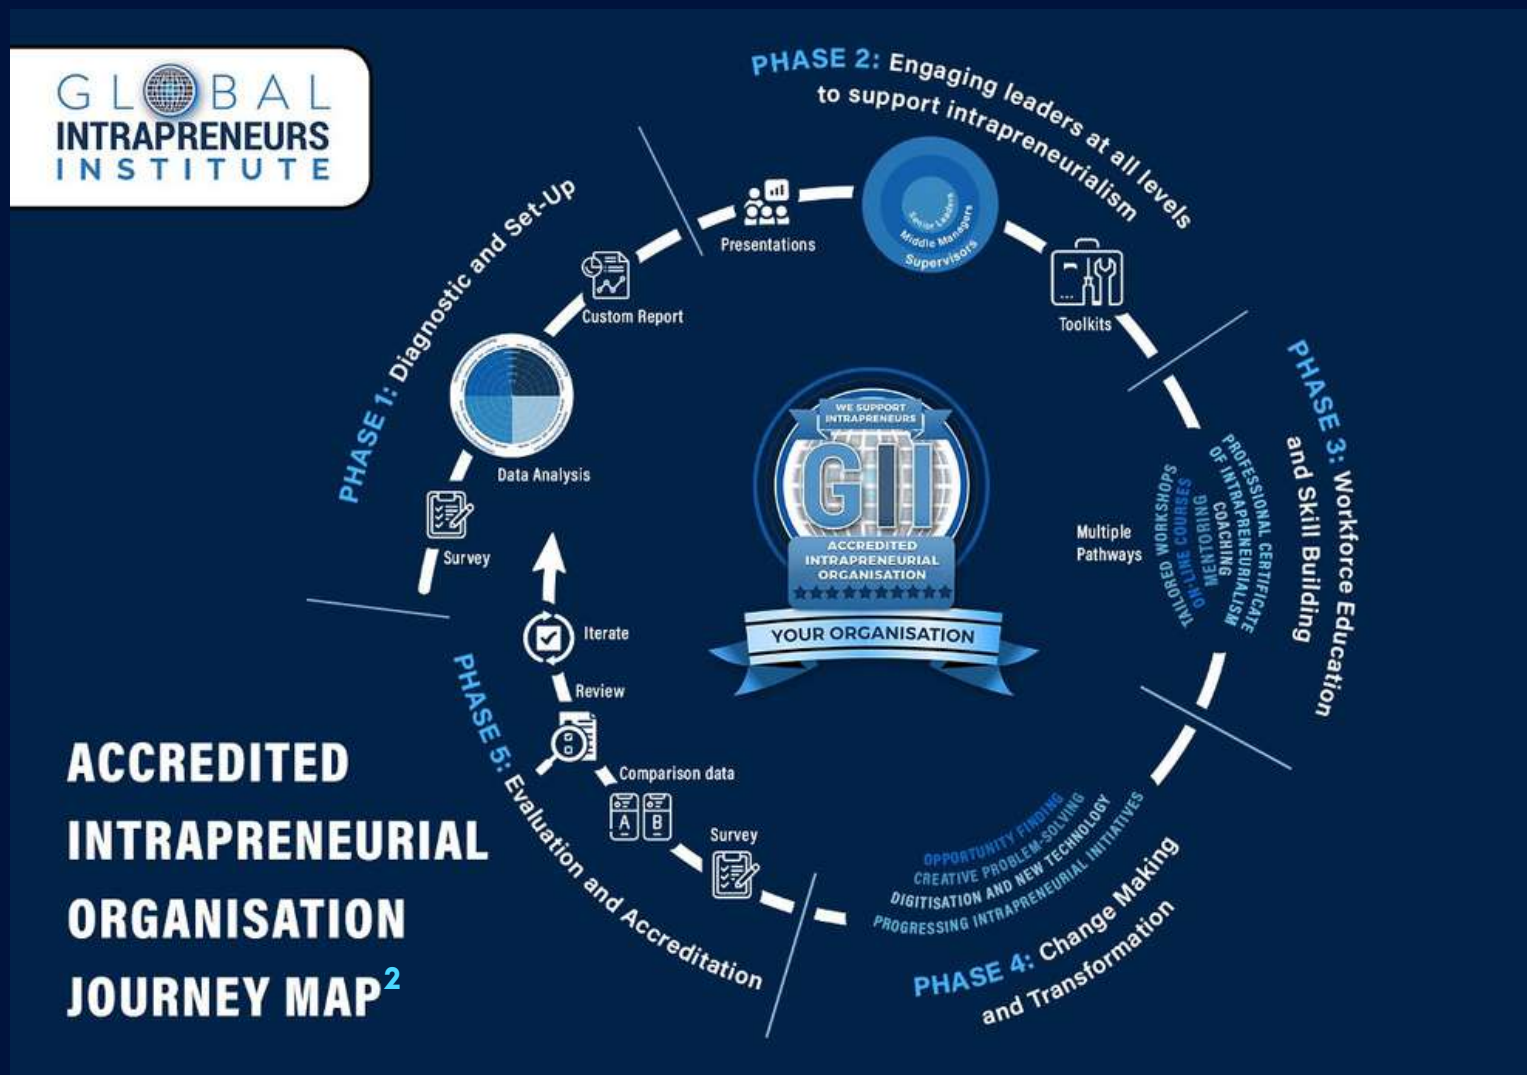 GLOBAL
INTRAPRENEURS
INSTITUTE
PHASE 1: Diagnostic and Set-Up
Survey
Data Analysis
Custom Report
PHASE 2: Engaging leaders at all levels
to support intrapreneurialism
Presentations
Senior Leaders
Middle Managers
Supervisors
Toolkits
PHASE 3: Workforce Education
and Skill Building
Multiple
Pathways
TAILORED WORKSHOPS
ON-LINE COURSES
MENTORING
COACHING
PROFESSIONAL CERTIFICATE
OF INTRAPRENEURIALISM
PHASE 4: Change Making
and Transformation
OPPORTUNITY FINDING
CREATIVE PROBLEM-SOLVING
DIGITISATION AND NEW TECHNOLOGY
PROGRESSING INTRAPRENEURIAL INITIATIVES
PHASE 5: Evaluation and Accreditation
Survey
Comparison data
A B
Review
Iterate
WE SUPPORT
INTRAPRENEURS
GII
ACCREDITED
INTRAPRENEURIAL
ORGANISATION
YOUR ORGANISATION
ACCREDITED
INTRAPRENEURIAL
ORGANISATION
JOURNEY MAP²